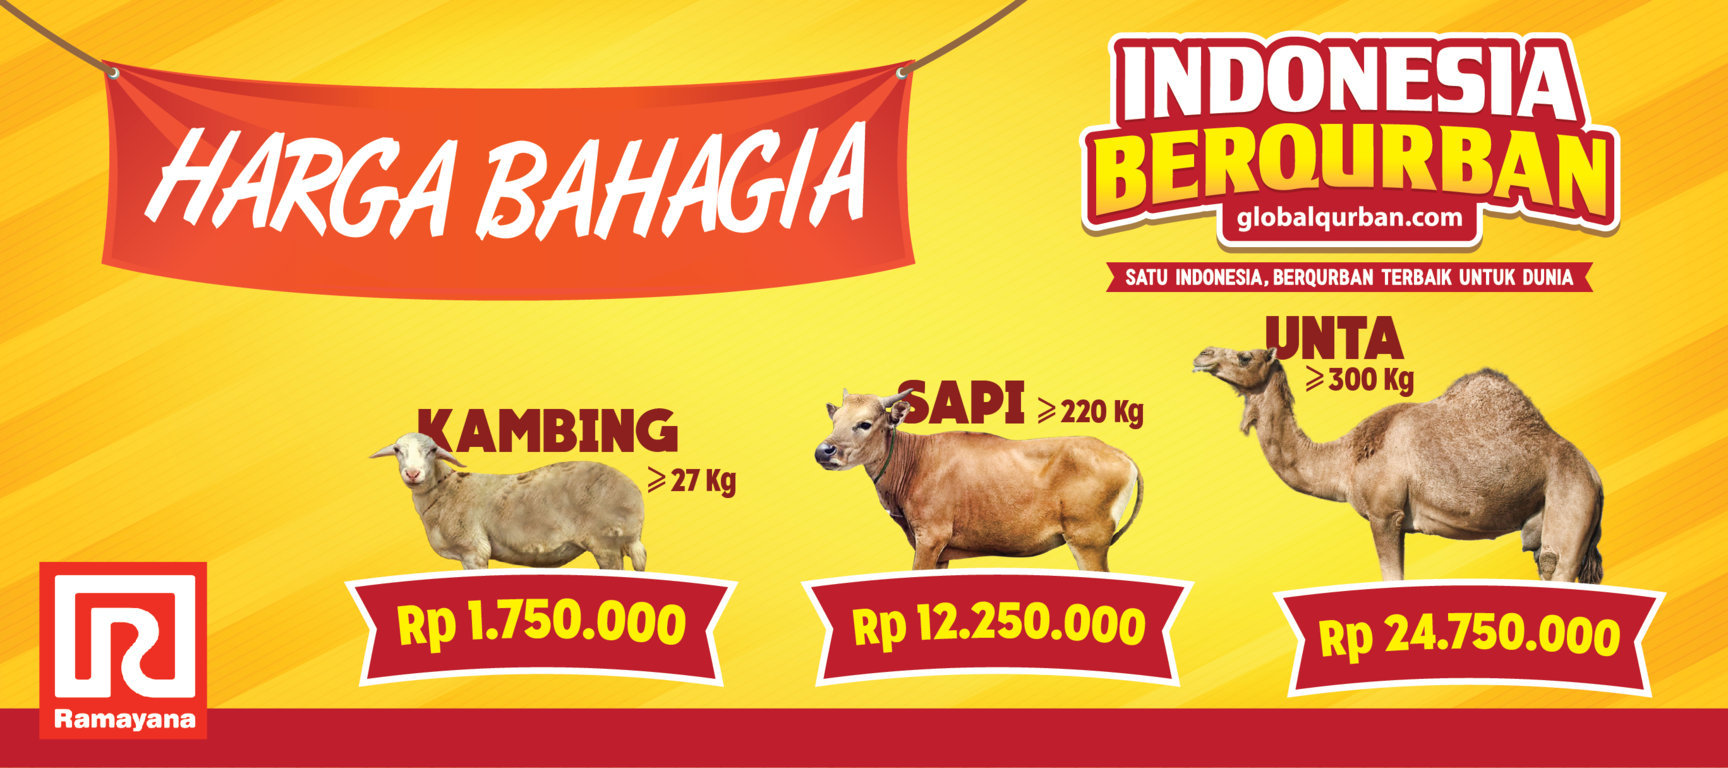 HARGA BAHAGIA
INDONESIA
BERQURBAN
globalqurban.com
SATU INDONESIA, BERQURBAN TERBAIK UNTUK DUNIA
KAMBING
⩾27 Kg
Rp 1.750.000
SAPI ⩾220 Kg
Rp 12.250.000
UNTA
⩾300 Kg
Rp 24.750.000
R
Ramayana